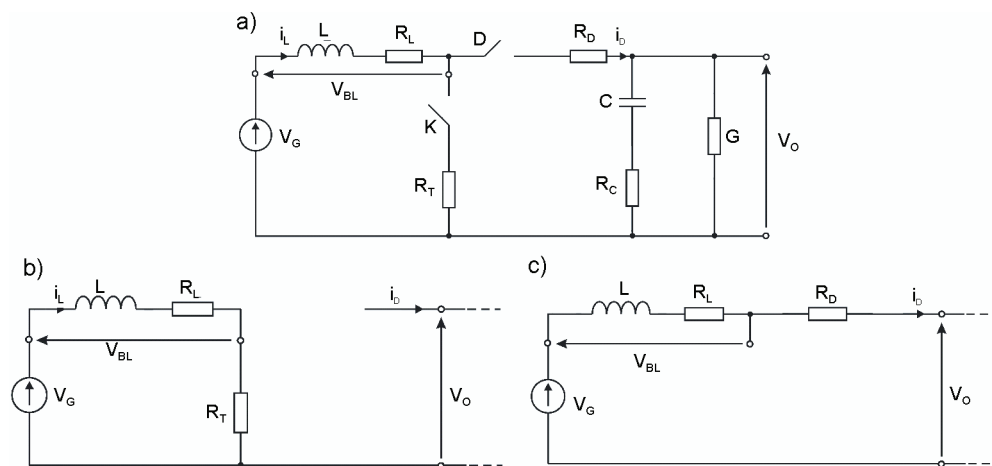 a)
i_L
L
R_L
D
R_D
i_D
V_BL
C
K
G
V_O
V_G
R_T
R_C
b)
i_L
L
R_L
i_D
V_BL
V_G
R_T
V_O
c)
L
R_L
R_D
i_D
V_BL
V_G
V_O